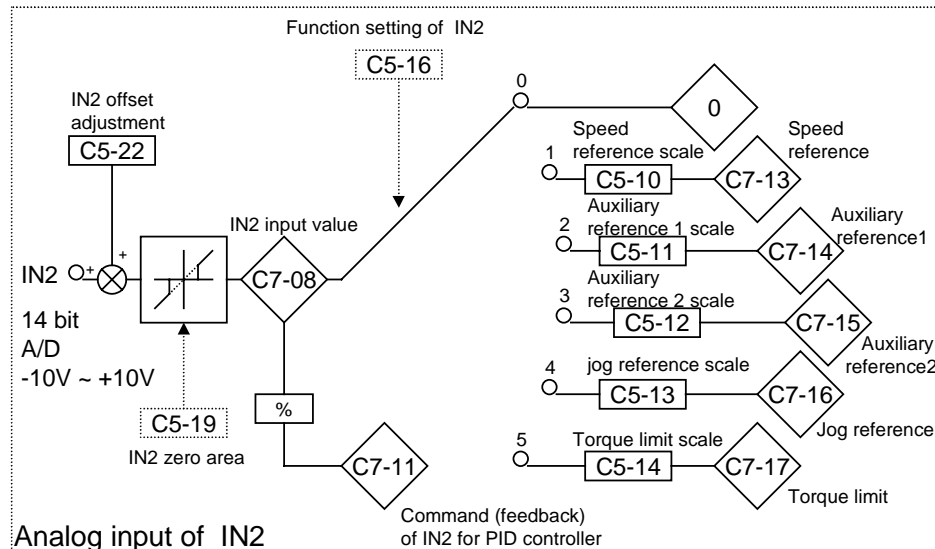 Function setting of IN2
C5-16
0
0
IN2 offset
adjustment
C5-22
Speed
reference scale
Speed
reference
1
C5-10
C7-13
IN2 input value
Auxiliary
reference 1 scale
Auxiliary
reference1
2
C5-11
C7-14
IN2
+
+
C7-08
14 bit
A/D
-10V ~ +10V
Auxiliary
reference 2 scale
3
C5-12
C7-15
Auxiliary
reference2
4
jog reference scale
C5-13
C7-16
Jog reference
C5-19
IN2 zero area
%
C7-11
5
Torque limit scale
C5-14
C7-17
Torque limit
Command (feedback)
of IN2 for PID controller
Analog input of IN2